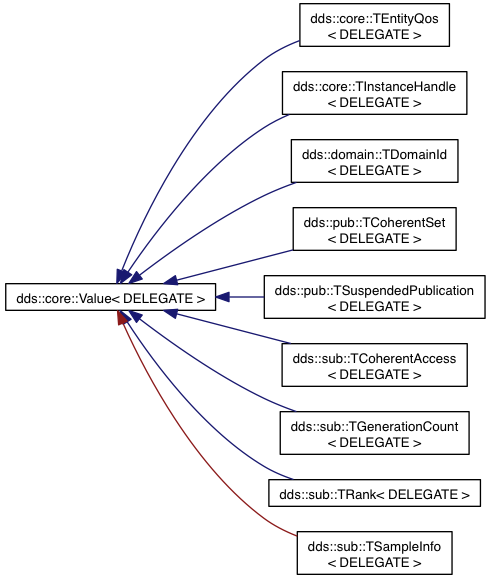 dds::core::TEntityQos
< DELEGATE >
dds::core::TInstanceHandle
< DELEGATE >
dds::domain::TDomainId
< DELEGATE >
dds::pub::TCoherentSet
< DELEGATE >
dds::core::Value< DELEGATE >
dds::pub::TSuspendedPublication
< DELEGATE >
dds::sub::TCoherentAccess
< DELEGATE >
dds::sub::TGenerationCount
< DELEGATE >
dds::sub::TRank< DELEGATE >
dds::sub::TSampleInfo
< DELEGATE >